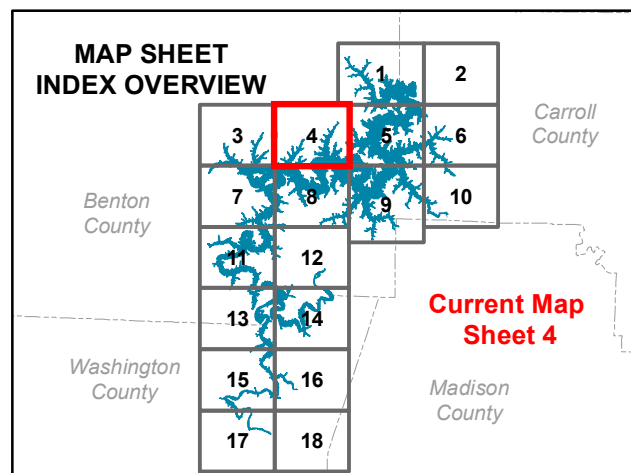 MAP SHEET
INDEX OVERVIEW
1
2
3
4
5
6
Carroll
County
7
8
9
10
Benton
County
11
12
13
14
Current Map
Sheet 4
15
16
Washington
County
Madison
County
17
18